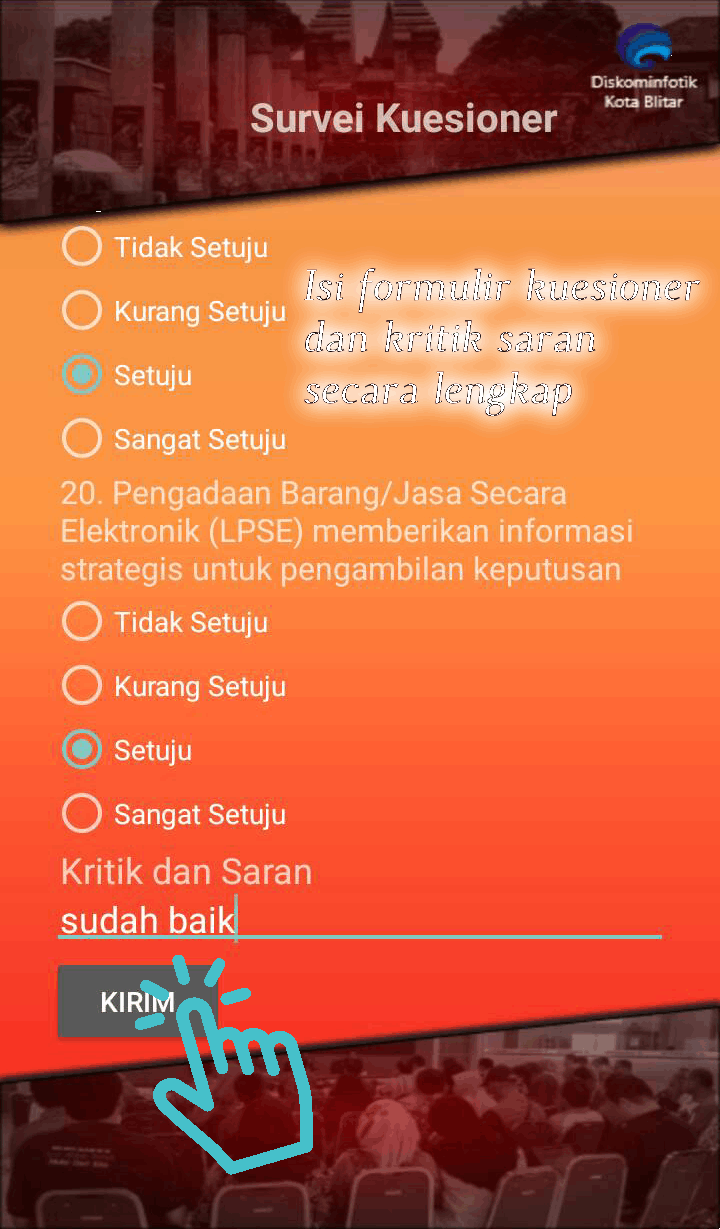 Diskominfotik
Kota Blitar
Survei Kuesioner
Tidak Setuju
Kurang Setuju
Setuju
Sangat Setuju
Isi formulir kuesioner
dan kritik saran
secara lengkap
20. Pengadaan Barang/Jasa Secara
Elektronik (LPSE) memberikan informasi
strategis untuk pengambilan keputusan
Tidak Setuju
Kurang Setuju
Setuju
Sangat Setuju
Kritik dan Saran
sudah baik
KIRIM